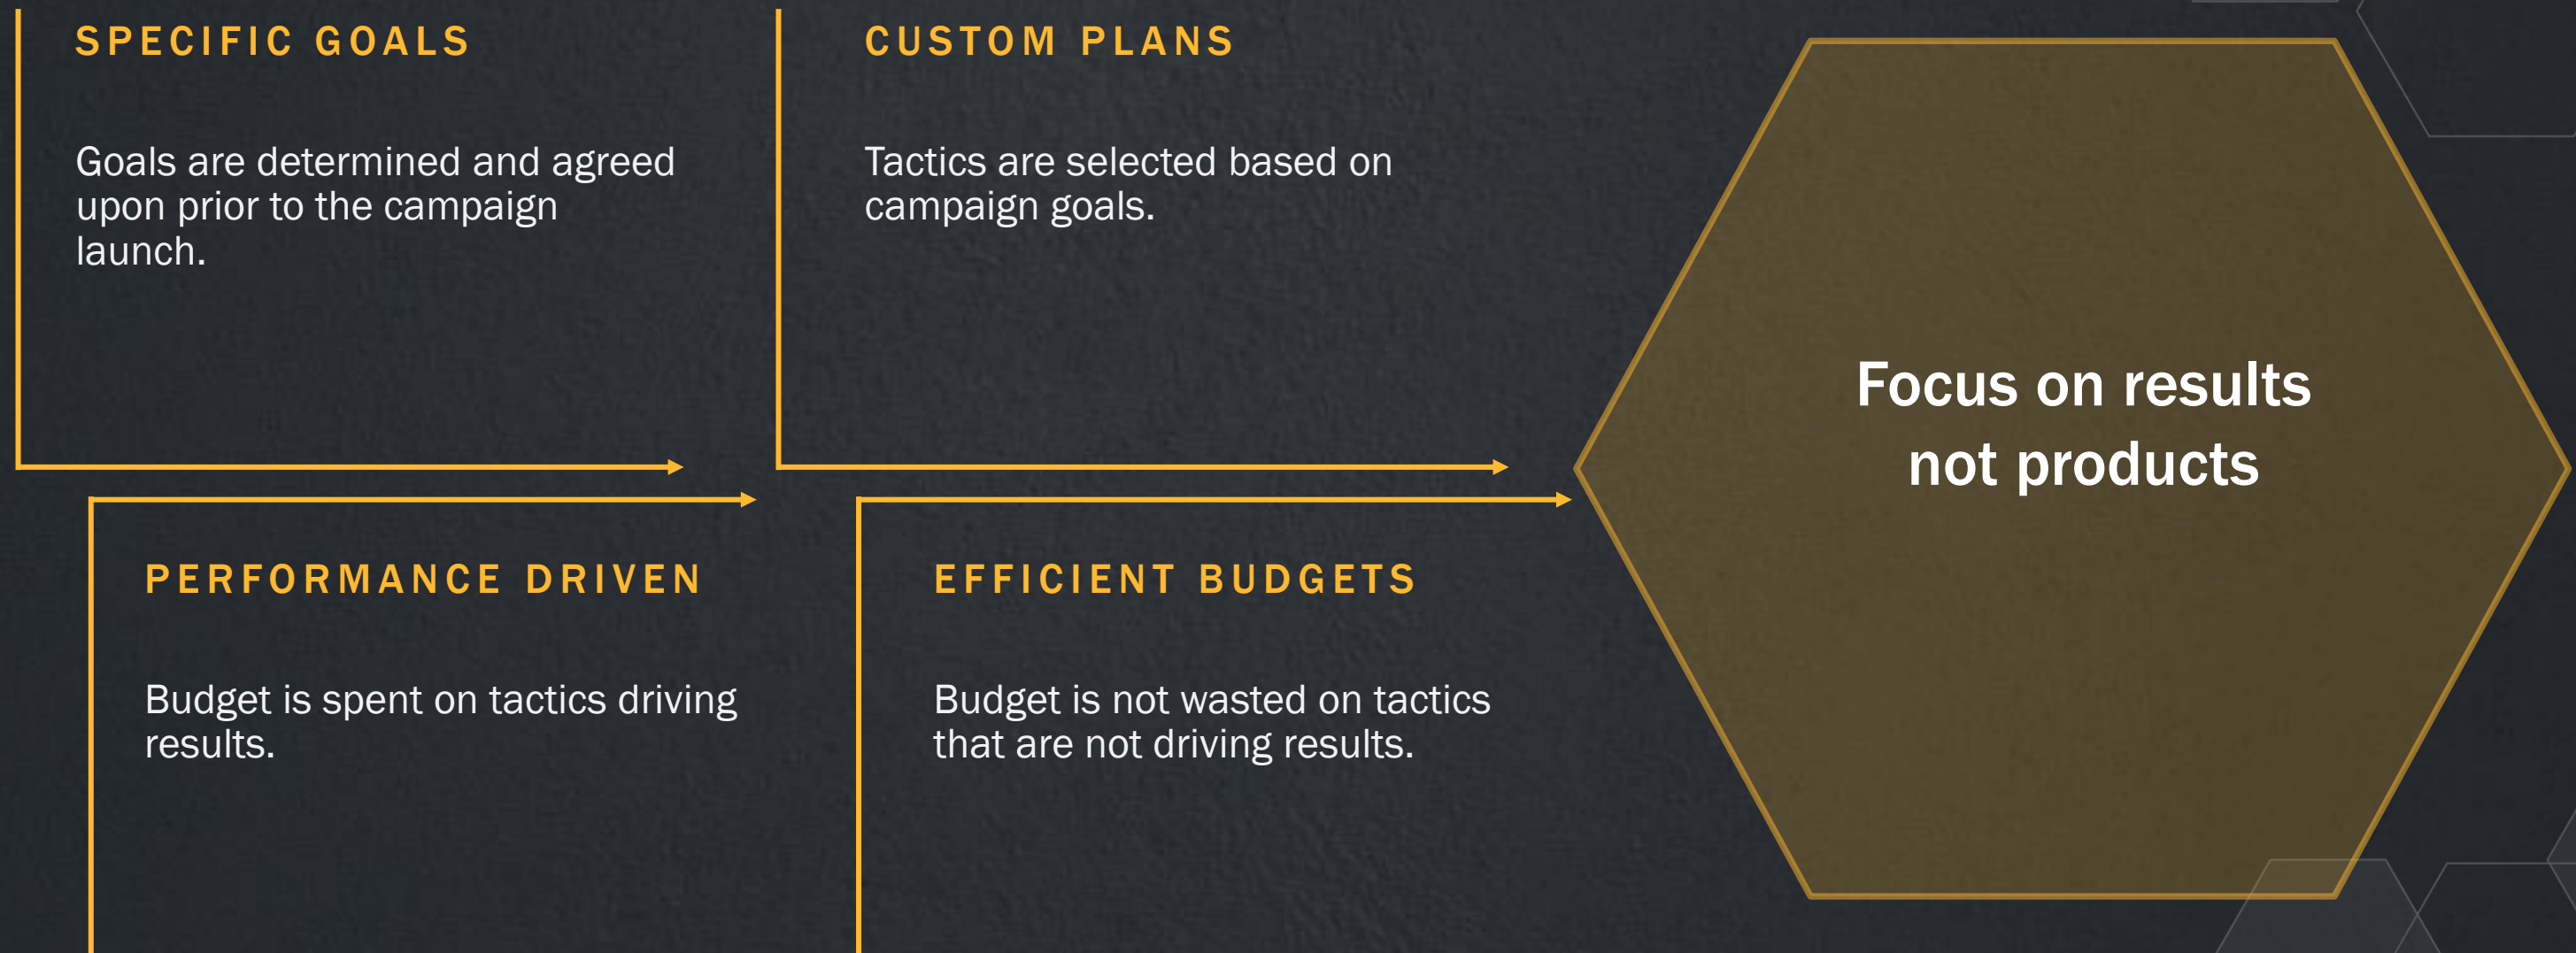 SPECIFIC GOALS
Goals are determined and agreed
upon prior to the campaign
launch.
CUSTOM PLANS
Tactics are selected based on
campaign goals.
PERFORMANCE DRIVEN
Budget is spent on tactics driving
results.
EFFICIENT BUDGETS
Budget is not wasted on tactics
that are not driving results.
Focus on results
not products